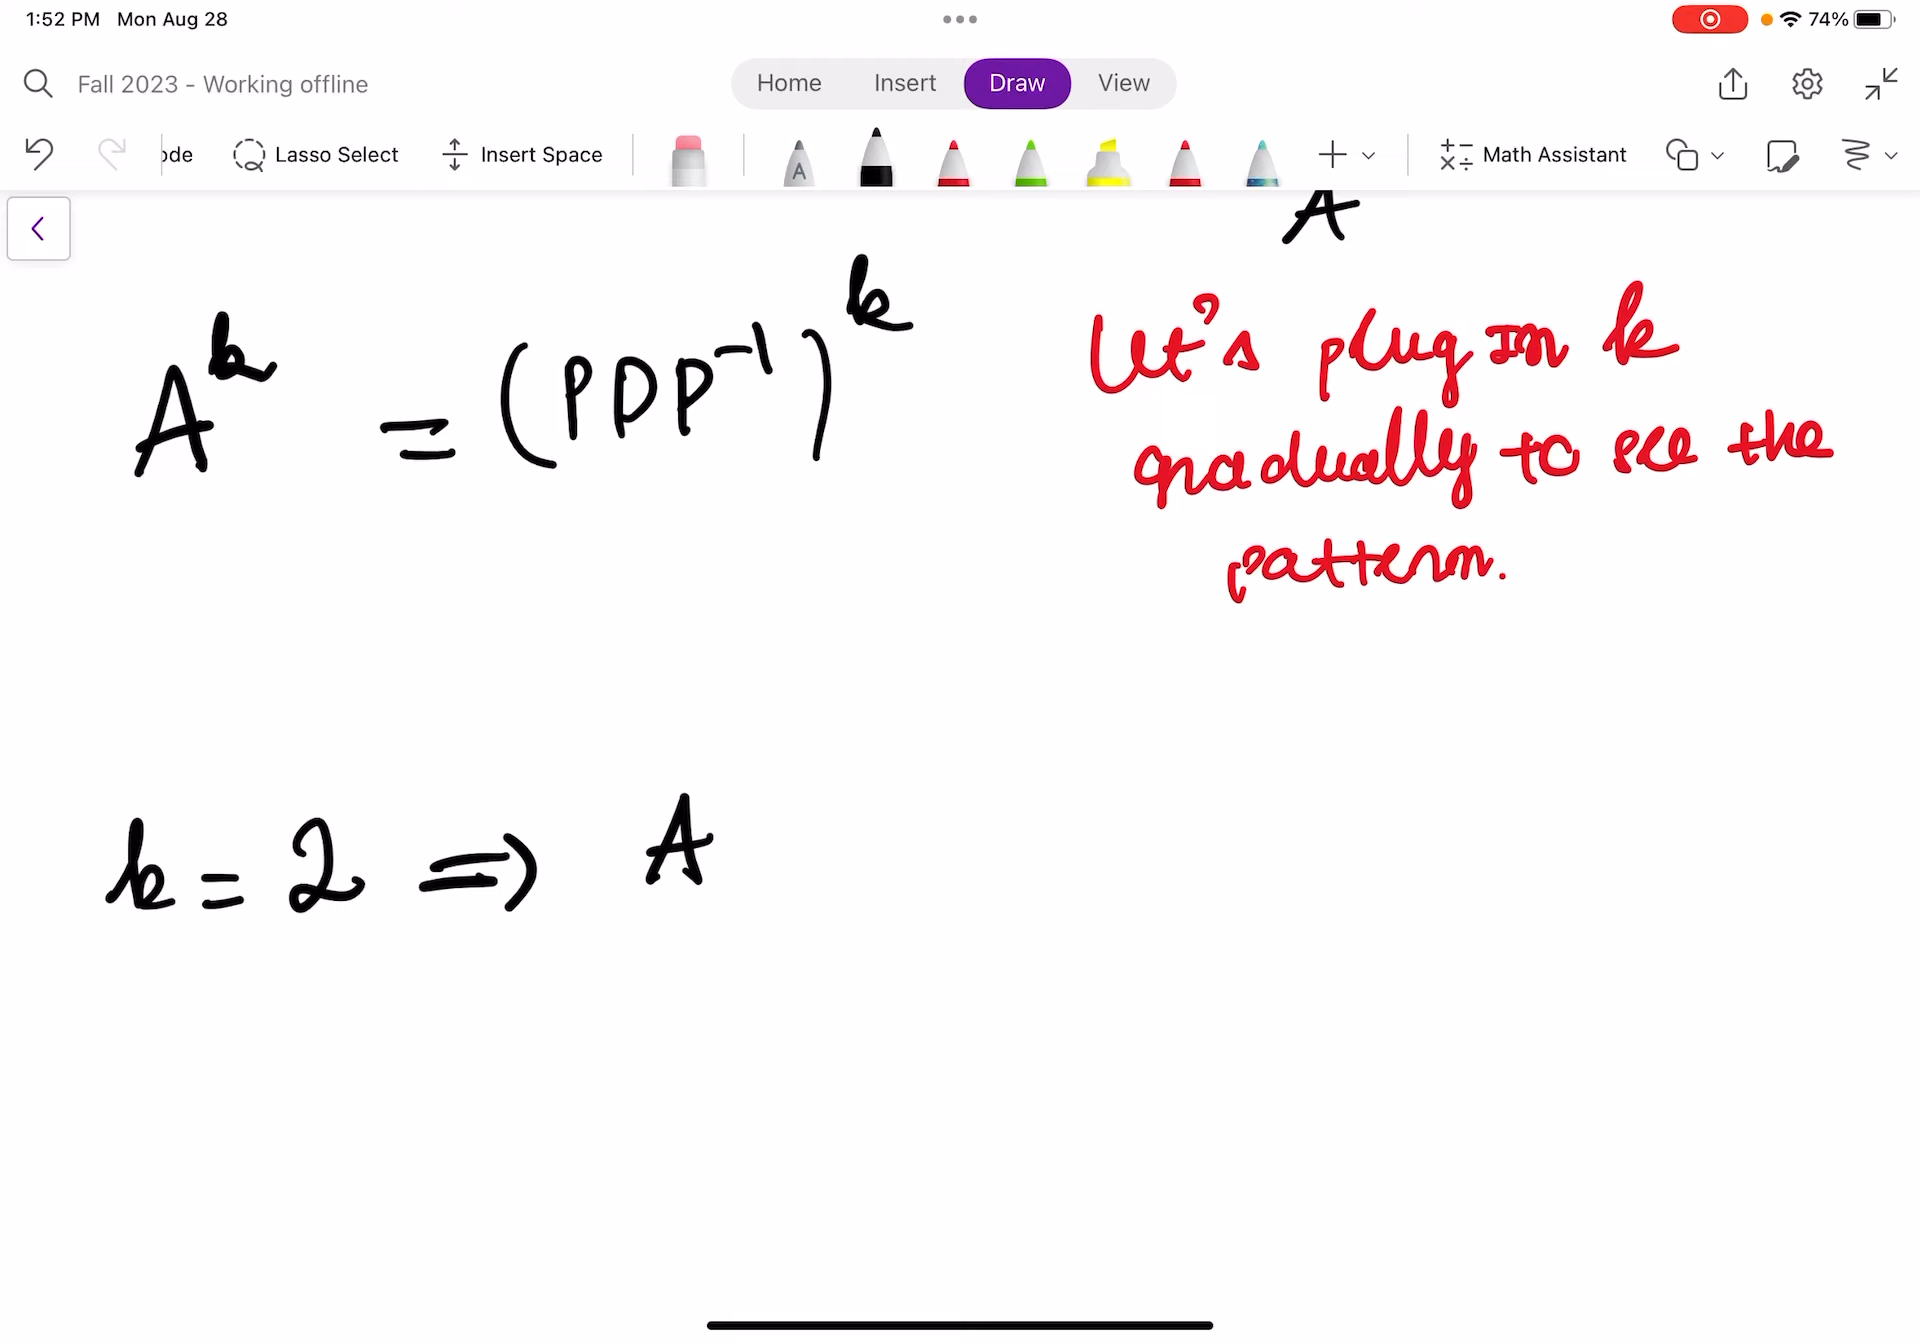 1:52 PM Mon Aug 28
74%
Fall 2023 - Working offline
Home Insert Draw View
ode Lasso Select Insert Space A Math Assistant
A
A^k = (PDP^-1)^k
Let's plug in k
gradually to see the
pattern.
k = 2 => A